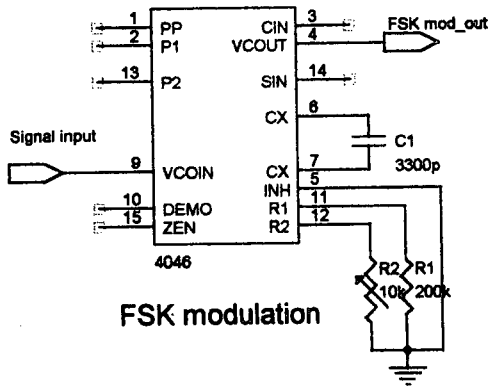 1 PP CIN 3
2 P1 VCOUT 4 FSK mod_out
13 P2 SIN 14
CX 6
Signal input
C1
3300p
9 VCOIN CX 7
INH 5
10 DEMO R1 11
15 ZEN R2 12
4046
R2 R1
10k 200k
FSK modulation